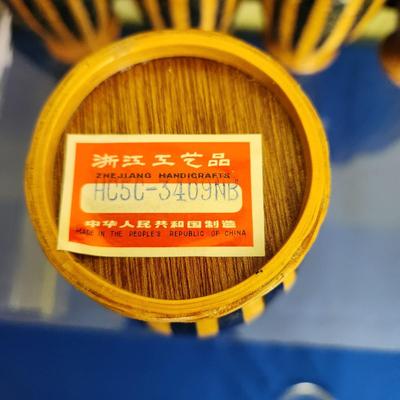 浙江工艺品
ZHEJIANG HANDICRAFTS
HC5C-3409NB
中华人民共和国制造
MADE IN THE PEOPLE'S REPUBLIC OF CHINA